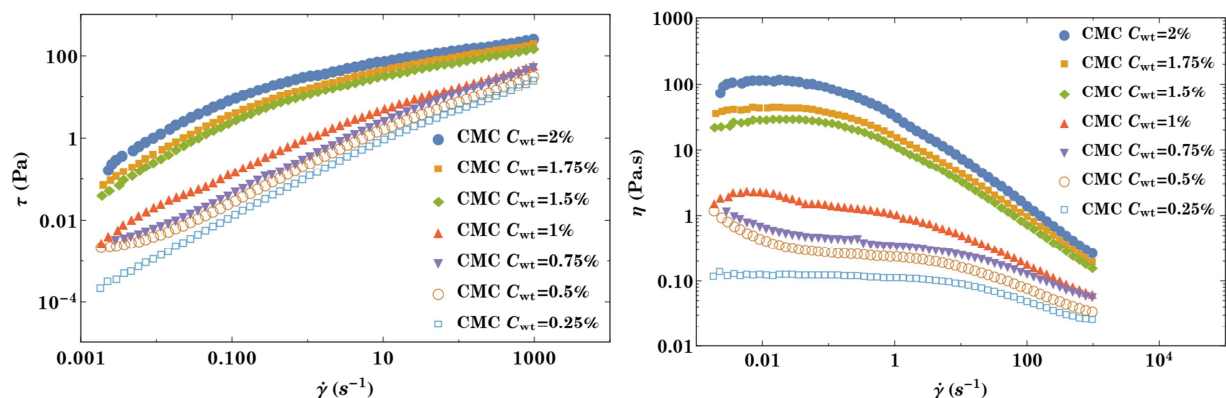 100
1
0.01
10⁻⁴
τ (Pa)
CMC C_wt=2%
CMC C_wt=1.75%
CMC C_wt=1.5%
CMC C_wt=1%
CMC C_wt=0.75%
CMC C_wt=0.5%
CMC C_wt=0.25%
0.001 0.100 10 1000
γ̇ (s⁻¹)
1000
100
10
1
0.10
0.01
η (Pa.s)
CMC C_wt=2%
CMC C_wt=1.75%
CMC C_wt=1.5%
CMC C_wt=1%
CMC C_wt=0.75%
CMC C_wt=0.5%
CMC C_wt=0.25%
0.01 1 100 10⁴
γ̇ (s⁻¹)